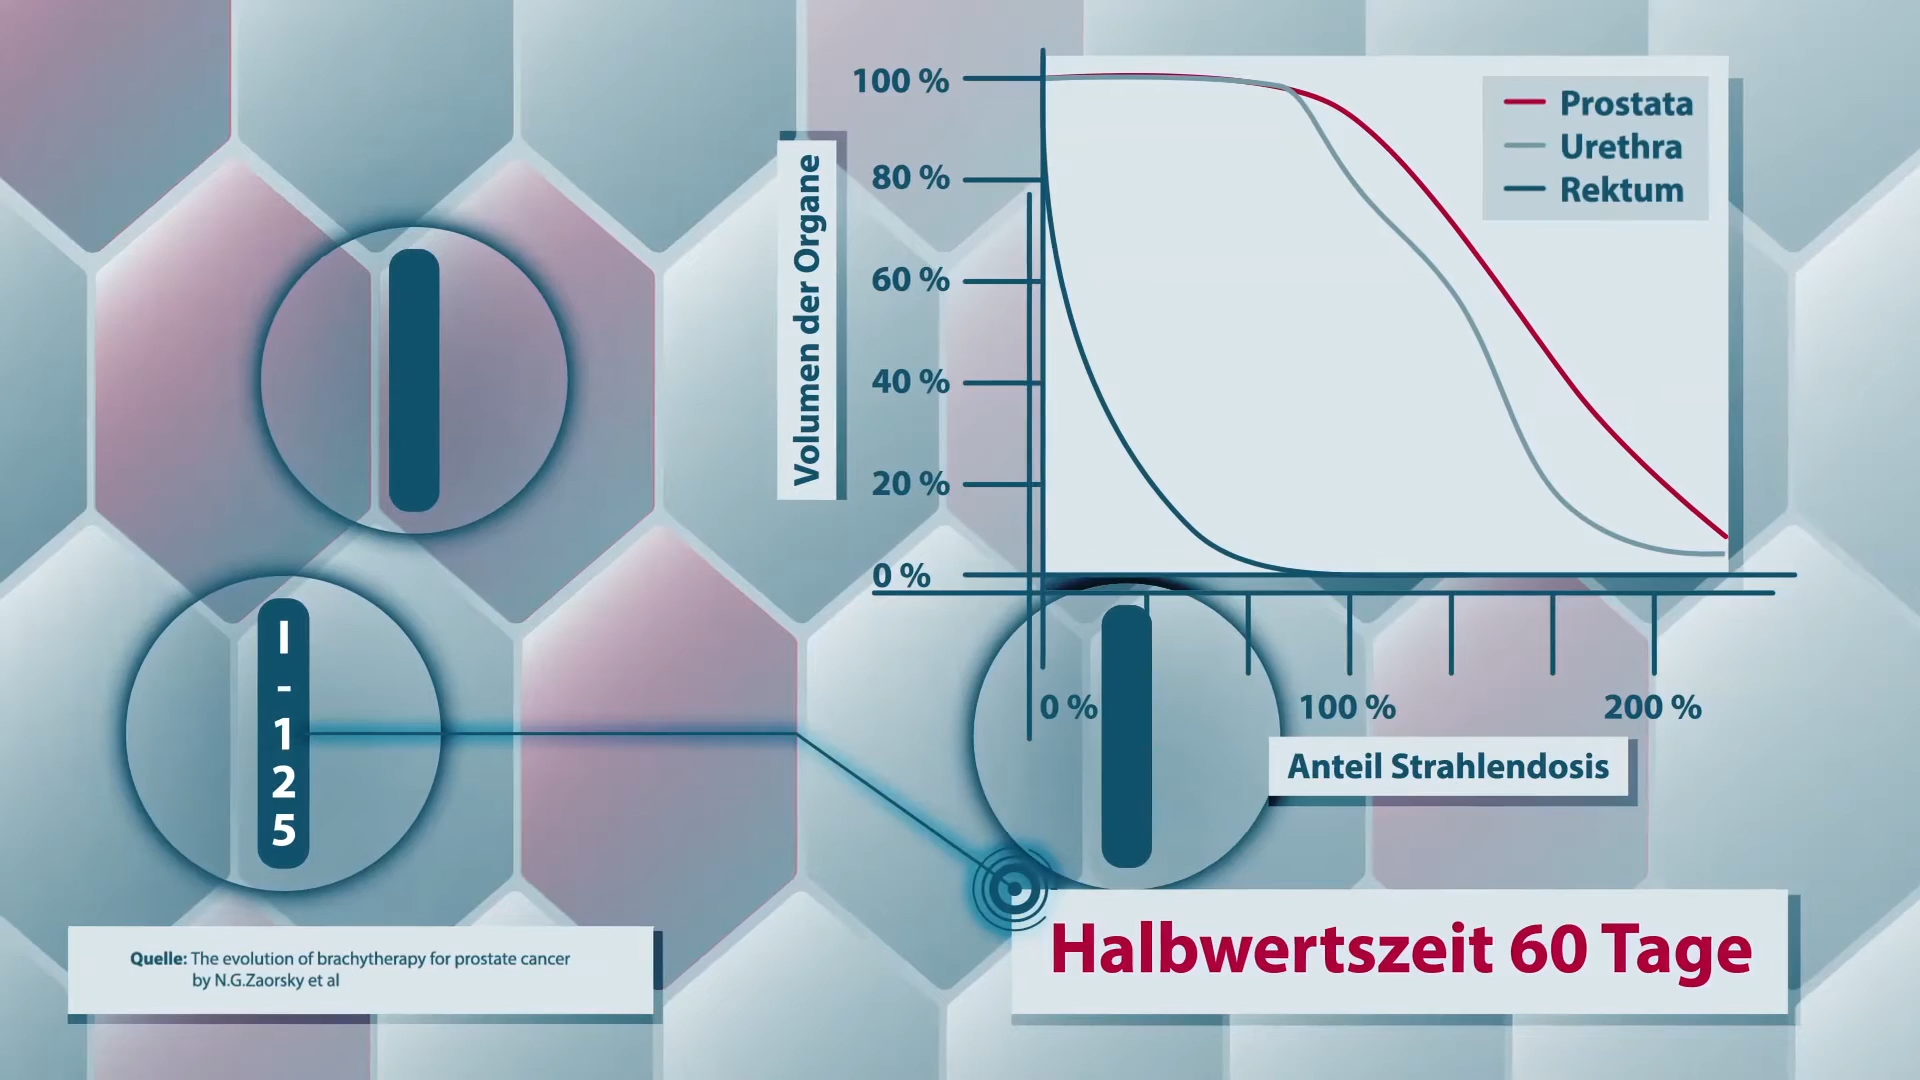 100 %
80 %
60 %
40 %
20 %
0 %
Volumen der Organe
Prostata
Urethra
Rektum
0 %
100 %
200 %
Anteil Strahlendosis
I
-
1
2
5
Halbwertszeit 60 Tage
Quelle: The evolution of brachytherapy for prostate cancer
by N.G.Zaorsky et al